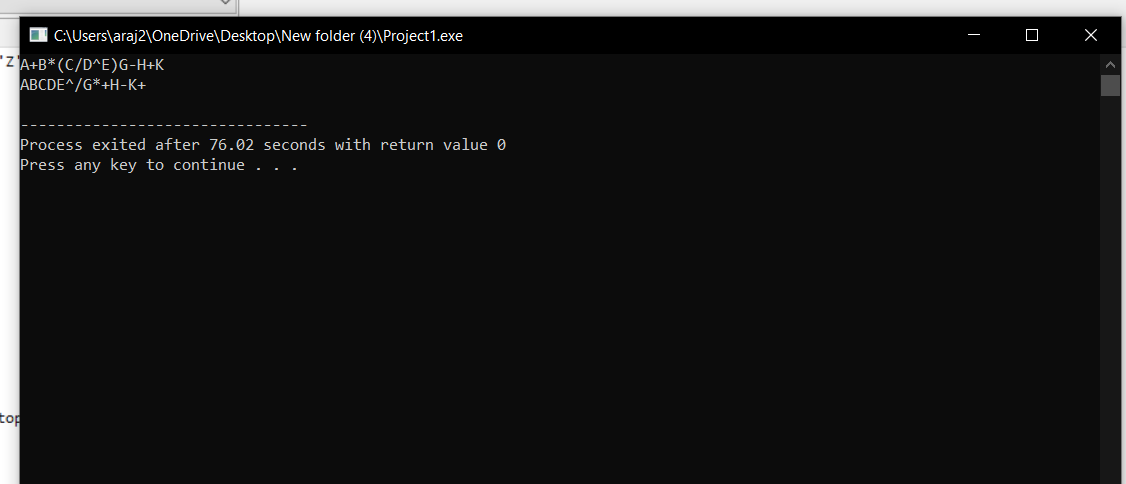 C:\Users\araj2\OneDrive\Desktop\New folder (4)\Project1.exe
'Z'
A+B*(C/D^E)G-H+K
ABCDE^/G*+H-K+
--------------------------------
Process exited after 76.02 seconds with return value 0
Press any key to continue . . .
top